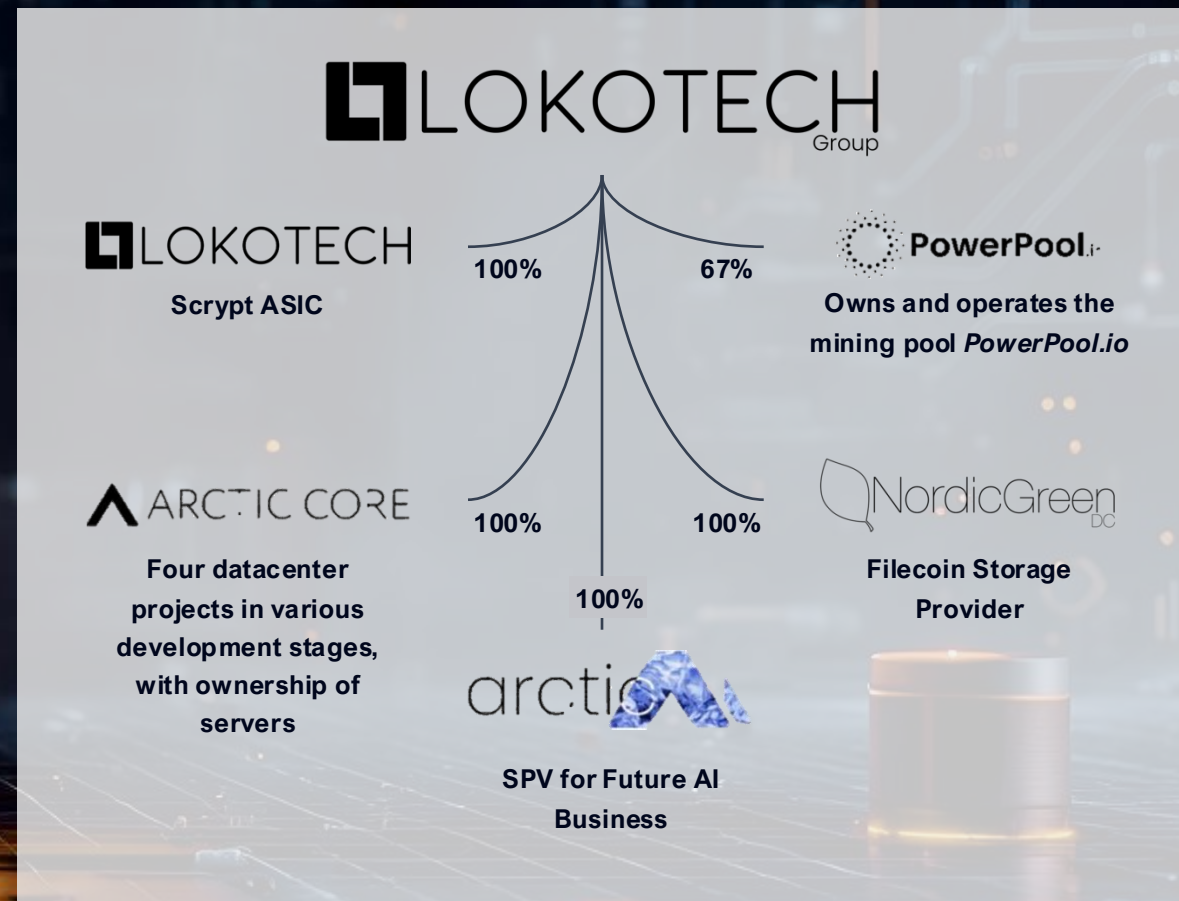 LOKOTECH
Group
LOKOTECH
Scrypt ASIC
100%
67%
PowerPool.i
Owns and operates the
mining pool PowerPool.io
ARCTIC CORE
Four datacenter
projects in various
development stages,
with ownership of
servers
100%
100%
NordicGreen
DC
Filecoin Storage
Provider
100%
arctic
SPV for Future AI
Business